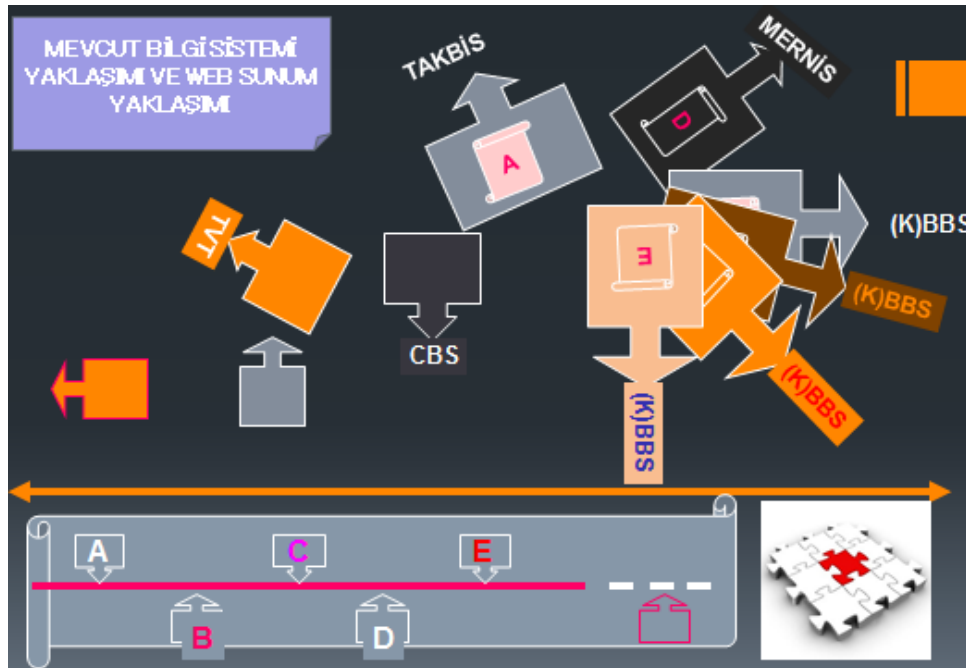 MEVCUT BİLGİ SİSTEMİ
YAKLAŞIMI VE WEB SUNUM
YAKLAŞIMI
TAKBİS
MERNİS
A
D
(K)BBS
TVT
E
(K)BBS
CBS
(K)BBS
(K)BBS
A
C
E
B
D